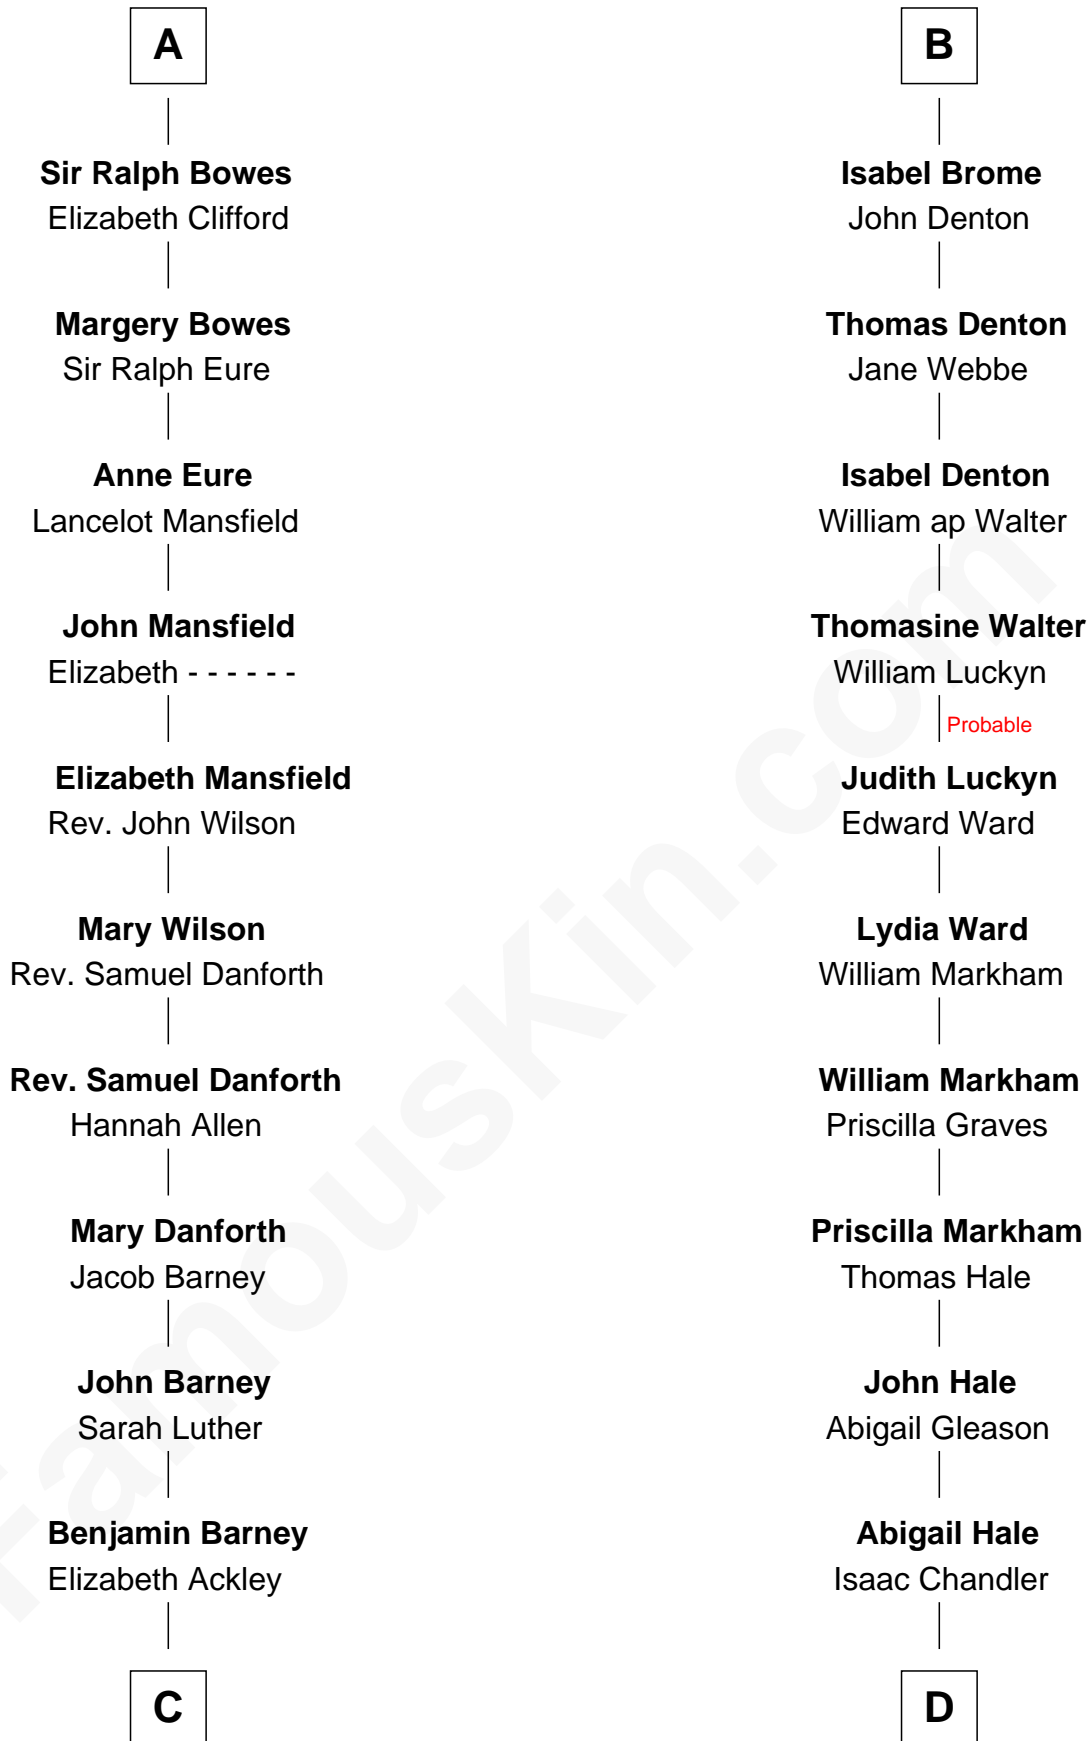 A
Sir Ralph Bowes
Elizabeth Clifford
Margery Bowes
Sir Ralph Eure
Anne Eure
Lancelot Mansfield
John Mansfield
Elizabeth - - - - - -
Elizabeth Mansfield
Rev. John Wilson
Mary Wilson
Rev. Samuel Danforth
Rev. Samuel Danforth
Hannah Allen
Mary Danforth
Jacob Barney
John Barney
Sarah Luther
Benjamin Barney
Elizabeth Ackley
C
B
Isabel Brome
John Denton
Thomas Denton
Jane Webbe
Isabel Denton
William ap Walter
Thomasine Walter
William Luckyn
Probable
Judith Luckyn
Edward Ward
Lydia Ward
William Markham
William Markham
Priscilla Graves
Priscilla Markham
Thomas Hale
John Hale
Abigail Gleason
Abigail Hale
Isaac Chandler
D
FamousKin.com